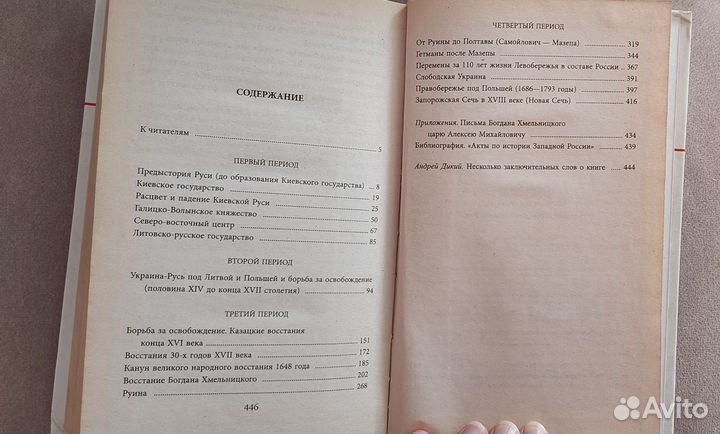 СОДЕРЖАНИЕ
К читателям 5
ПЕРВЫЙ ПЕРИОД
Предыстория Руси (до образования Киевского государства) 8
Киевское государство 19
Расцвет и падение Киевской Руси 25
Галицко-Волынское княжество 50
Северо-восточный центр 67
Литовско-русское государство 85
ВТОРОЙ ПЕРИОД
Украина-Русь под Литвой и Польшей и борьба за освобождение
(половина XIV до конца XVII столетия) 94
ТРЕТИЙ ПЕРИОД
Борьба за освобождение. Казацкие восстания
конца XVI века 151
Восстания 30-х годов XVII века 172
Канун великого народного восстания 1648 года 185
Восстание Богдана Хмельницкого 202
Руина 268
446
ЧЕТВЕРТЫЙ ПЕРИОД
От Руины до Полтавы (Самойлович — Мазепа) 319
Гетманы после Мазепы 344
Перемены за 110 лет жизни Левобережья в составе России 367
Слободская Украина 391
Правобережье под Польшей (1686—1793 годы) 397
Запорожская Сечь в XVIII веке (Новая Сечь) 416
Приложения. Письма Богдана Хмельницкого
царю Алексею Михайловичу 434
Библиография. «Акты по истории Западной России» 439
Андрей Дикий. Несколько заключительных слов о книге 444
Avito